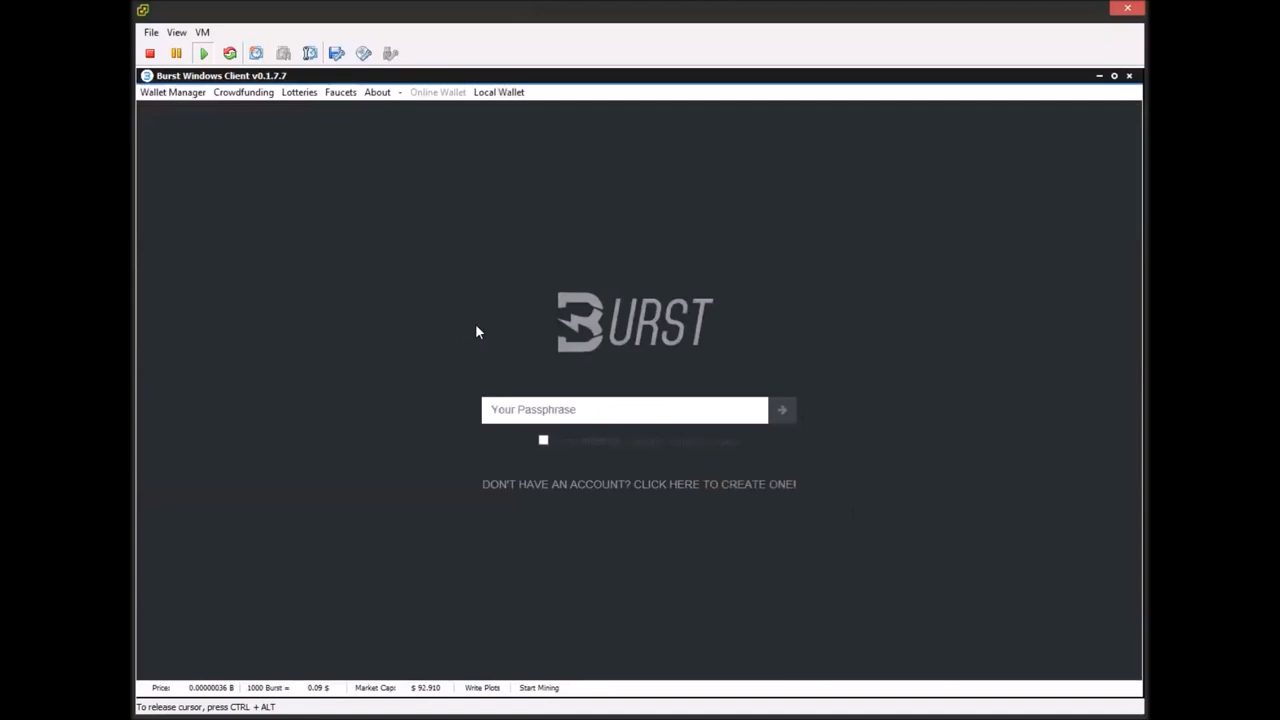 File View VM
Burst Windows Client v0.1.7.7
Wallet Manager Crowdfunding Lotteries Faucets About - Online Wallet Local Wallet
BURST
Your Passphrase
DON'T HAVE AN ACCOUNT? CLICK HERE TO CREATE ONE!
Price: 0.00000036 B 1000 Burst = 0.09 $ Market Cap: $ 92.910 Write Plots Start Mining
To release cursor, press CTRL + ALT